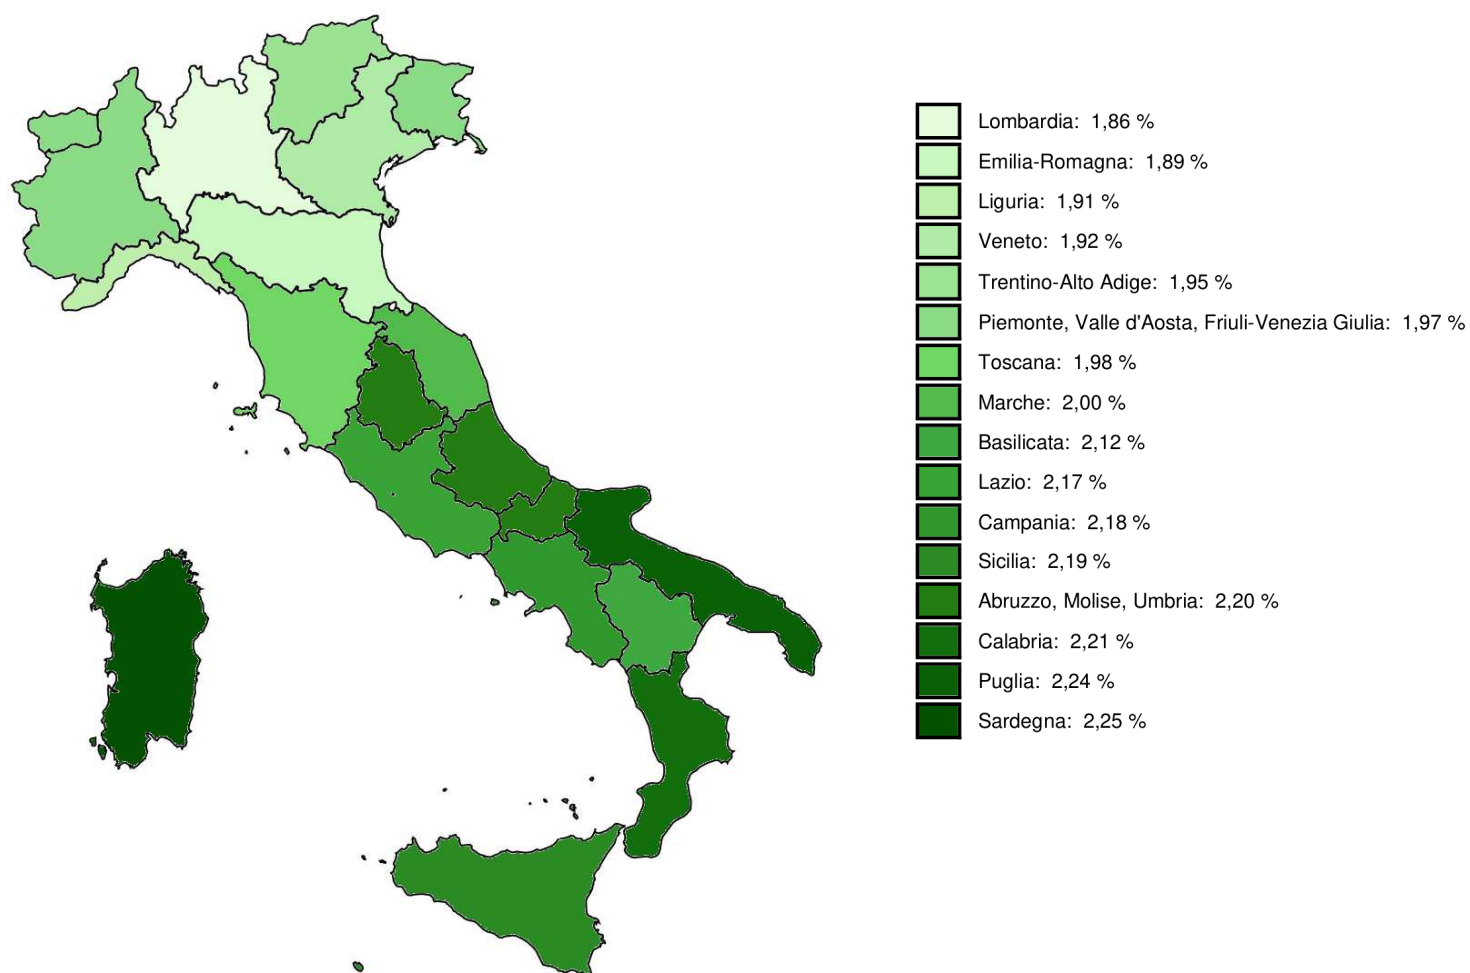 Lombardia: 1,86 %
Emilia-Romagna: 1,89 %
Liguria: 1,91 %
Veneto: 1,92 %
Trentino-Alto Adige: 1,95 %
Piemonte, Valle d'Aosta, Friuli-Venezia Giulia: 1,97 %
Toscana: 1,98 %
Marche: 2,00 %
Basilicata: 2,12 %
Lazio: 2,17 %
Campania: 2,18 %
Sicilia: 2,19 %
Abruzzo, Molise, Umbria: 2,20 %
Calabria: 2,21 %
Puglia: 2,24 %
Sardegna: 2,25 %